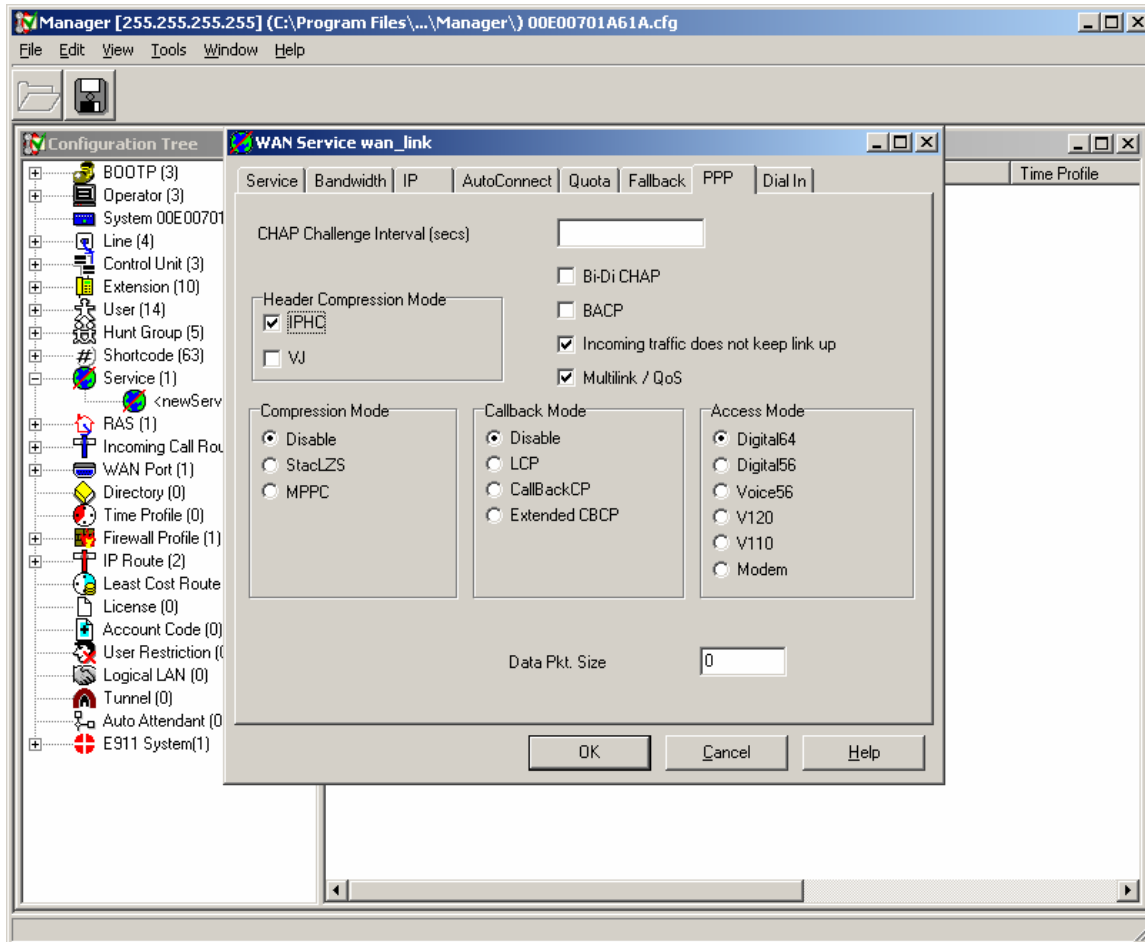 Manager [255.255.255.255] (C:\Program Files\...\Manager\) 00E00701A61A.cfg
File Edit View Tools Window Help
Configuration Tree
BOOTP (3)
Operator (3)
System 00E00701
Line (4)
Control Unit (3)
Extension (10)
User (14)
Hunt Group (5)
Shortcode (63)
Service (1)
<newServ
RAS (1)
Incoming Call Rou
WAN Port (1)
Directory (0)
Time Profile (0)
Firewall Profile (1)
IP Route (2)
Least Cost Route
License (0)
Account Code (0)
User Restriction (0
Logical LAN (0)
Tunnel (0)
Auto Attendant (0
E911 System(1)
WAN Service wan_link
Service Bandwidth IP AutoConnect Quota Fallback PPP Dial In
CHAP Challenge Interval (secs)
Bi-Di CHAP
BACP
Incoming traffic does not keep link up
Multilink / QoS
Header Compression Mode
IPHC
VJ
Compression Mode
Disable
StacLZS
MPPC
Callback Mode
Disable
LCP
CallBackCP
Extended CBCP
Access Mode
Digital64
Digital56
Voice56
V120
V110
Modem
Data Pkt. Size
0
OK Cancel Help
Time Profile